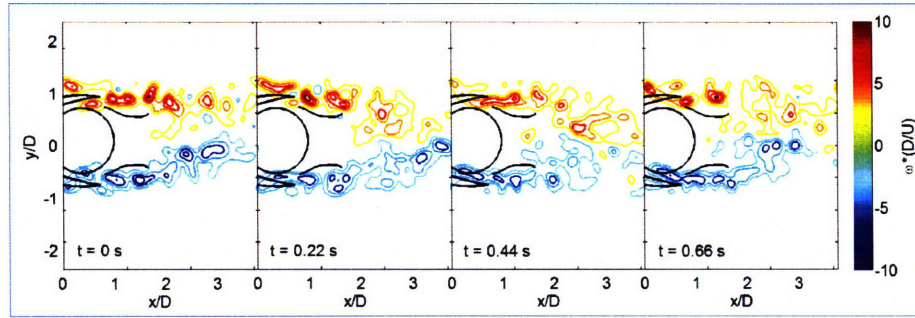 2
1
0
-1
-2
y/D
t = 0 s
t = 0.22 s
t = 0.44 s
t = 0.66 s
0 1 2 3
0 1 2 3
0 1 2 3
0 1 2 3
x/D
x/D
x/D
x/D
10
5
0
-5
-10
ω*(D/U)